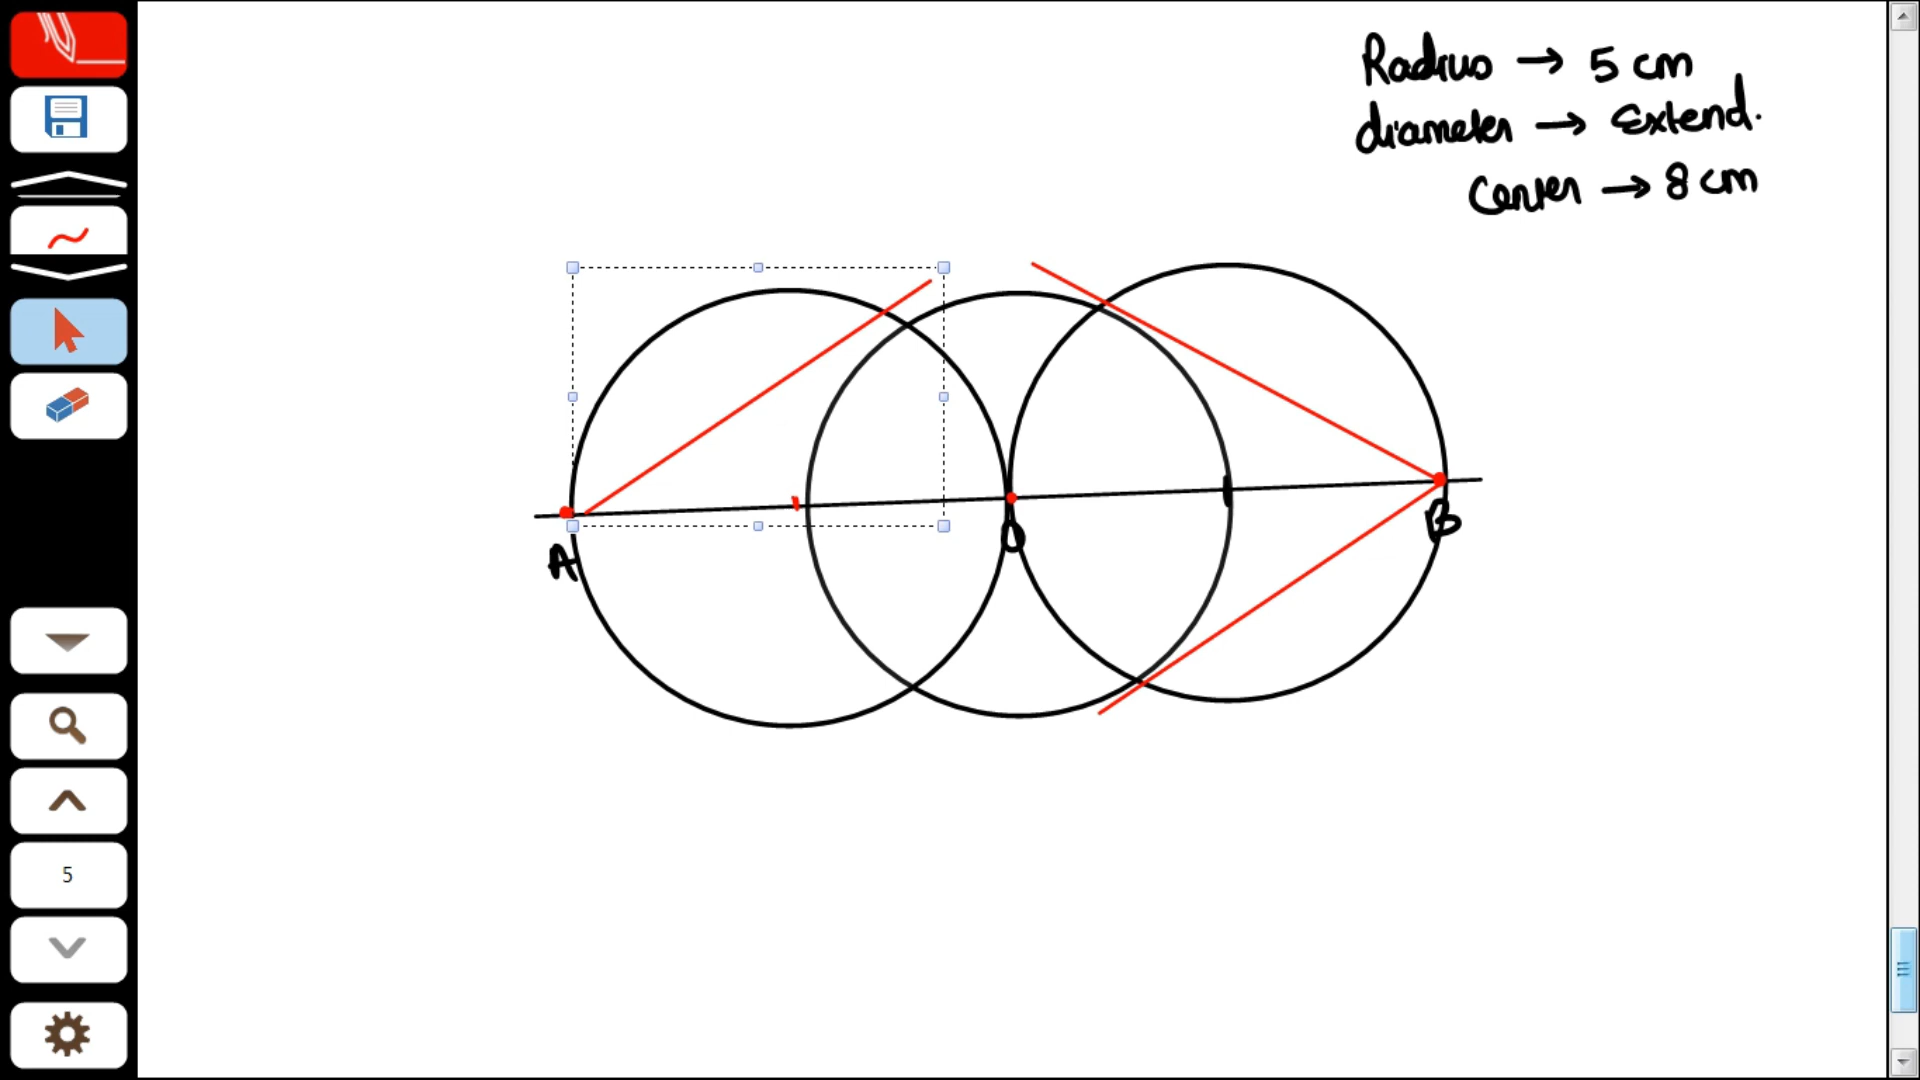 Radius → 5 cm
diameter → Extend.
Center → 8 cm
A
O
B
5